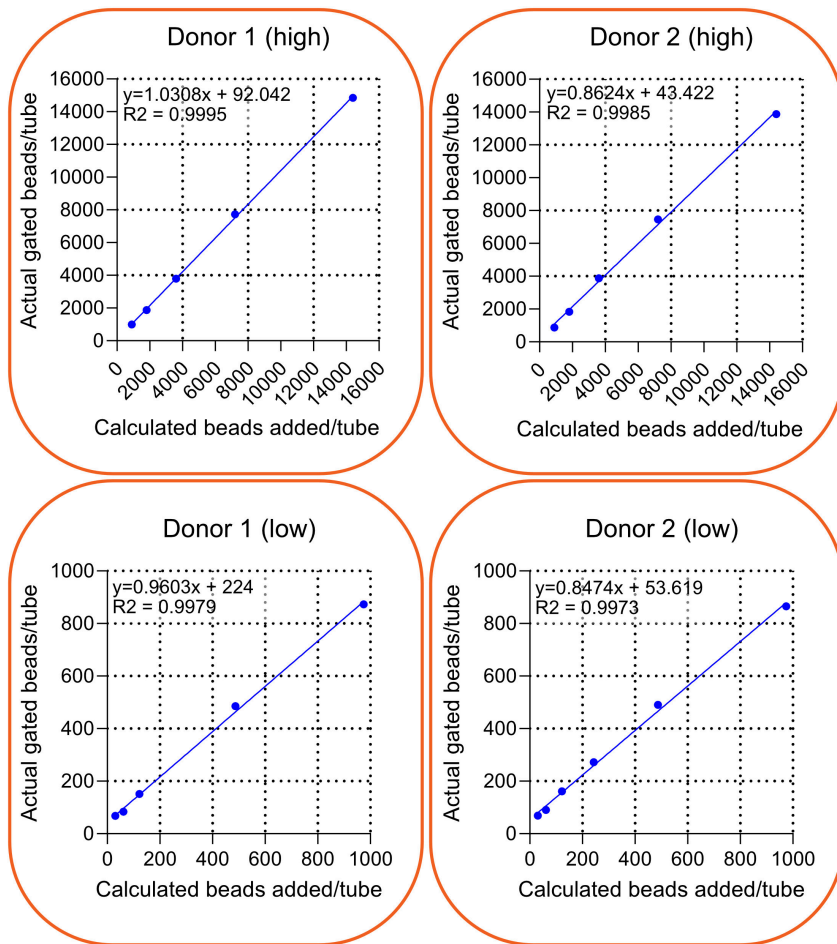 Donor 1 (high)
y=1.0308x + 92.042
R2 = 0.9995
Actual gated beads/tube
16000
14000
12000
10000
8000
6000
4000
2000
0
0 2000 4000 6000 8000 10000 12000 14000 16000
Calculated beads added/tube
Donor 2 (high)
y=0.8624x + 43.422
R2 = 0.9985
Actual gated beads/tube
16000
14000
12000
10000
8000
6000
4000
2000
0
0 2000 4000 6000 8000 10000 12000 14000 16000
Calculated beads added/tube
Donor 1 (low)
y=0.9603x + 224
R2 = 0.9979
Actual gated beads/tube
1000
800
600
400
200
0
0 200 400 600 800 1000
Calculated beads added/tube
Donor 2 (low)
y=0.8474x + 53.619
R2 = 0.9973
Actual gated beads/tube
1000
800
600
400
200
0
0 200 400 600 800 1000
Calculated beads added/tube